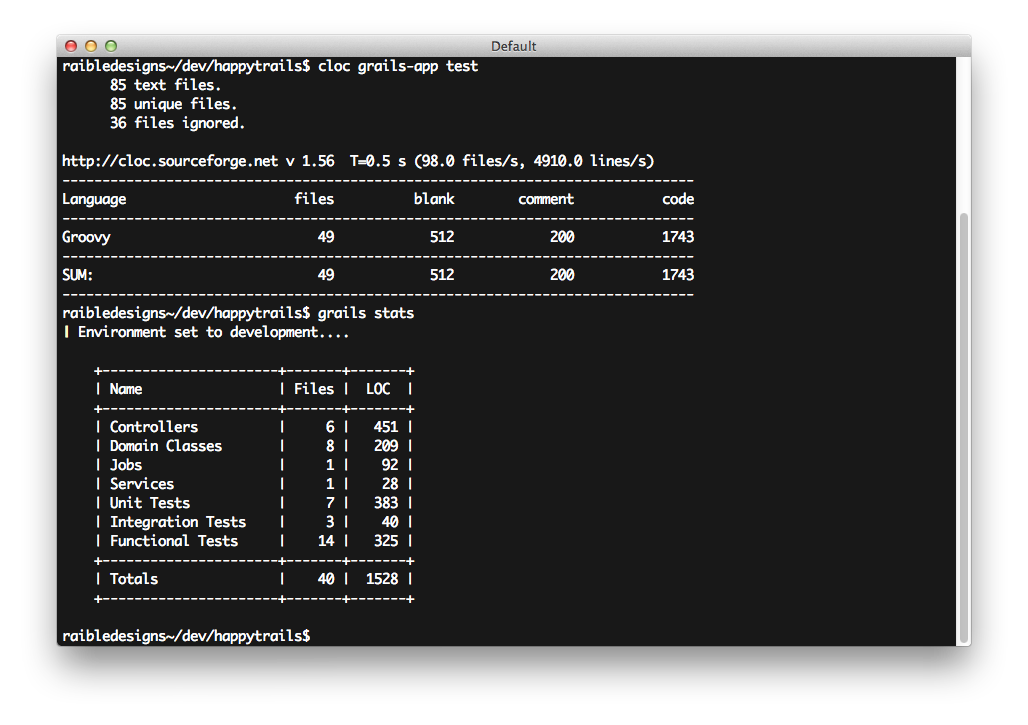 Default
raibledesigns~/dev/happytrails$ cloc grails-app test
      85 text files.
      85 unique files.
      36 files ignored.
http://cloc.sourceforge.net v 1.56  T=0.5 s (98.0 files/s, 4910.0 lines/s)
-------------------------------------------------------------------------------
Language                     files          blank        comment           code
-------------------------------------------------------------------------------
Groovy                          49            512            200           1743
-------------------------------------------------------------------------------
SUM:                            49            512            200           1743
-------------------------------------------------------------------------------
raibledesigns~/dev/happytrails$ grails stats
| Environment set to development....
    +----------------------+-------+-------+
    | Name                 | Files |  LOC  |
    +----------------------+-------+-------+
    | Controllers          |     6 |   451 |
    | Domain Classes       |     8 |   209 |
    | Jobs                 |     1 |    92 |
    | Services             |     1 |    28 |
    | Unit Tests           |     7 |   383 |
    | Integration Tests    |     3 |    40 |
    | Functional Tests     |    14 |   325 |
    +----------------------+-------+-------+
    | Totals               |    40 |  1528 |
    +----------------------+-------+-------+
raibledesigns~/dev/happytrails$